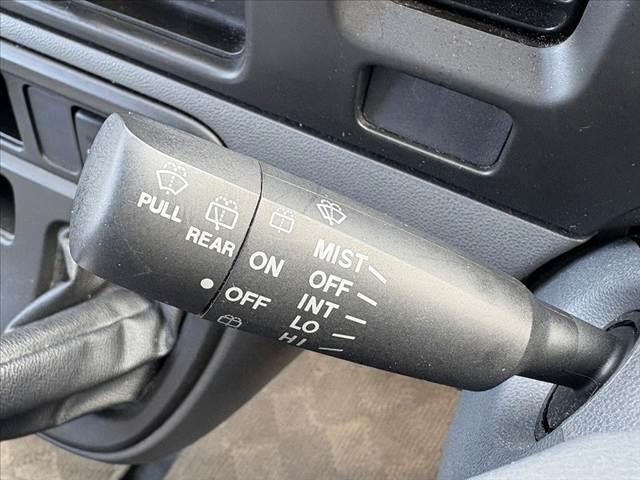 PULL
REAR
ON
OFF
MIST
OFF
INT
LO
HI